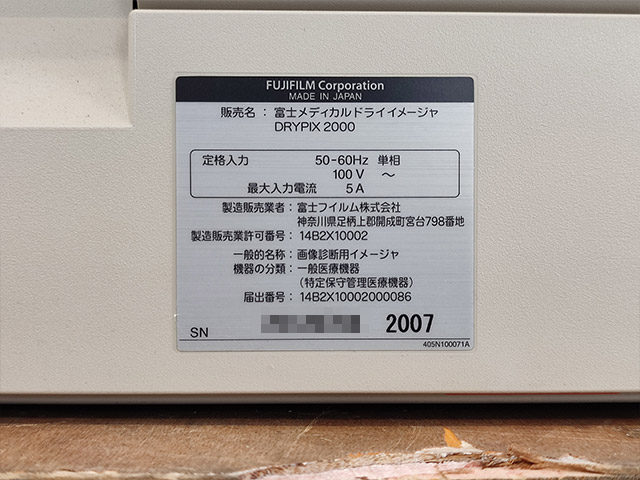 FUJIFILM Corporation
MADE IN JAPAN
販売名 : 富士メディカルドライイメージャ
DRYPIX 2000
定格入力 50-60Hz 単相
100 V ～
最大入力電流 5 A
製造販売業者 : 富士フイルム株式会社
神奈川県足柄上郡開成町宮台798番地
製造販売業許可番号 : 14B2X10002
一般的名称 : 画像診断用イメージャ
機器の分類 : 一般医療機器
(特定保守管理医療機器)
届出番号 : 14B2X10002000086
SN 2007
405N100071A